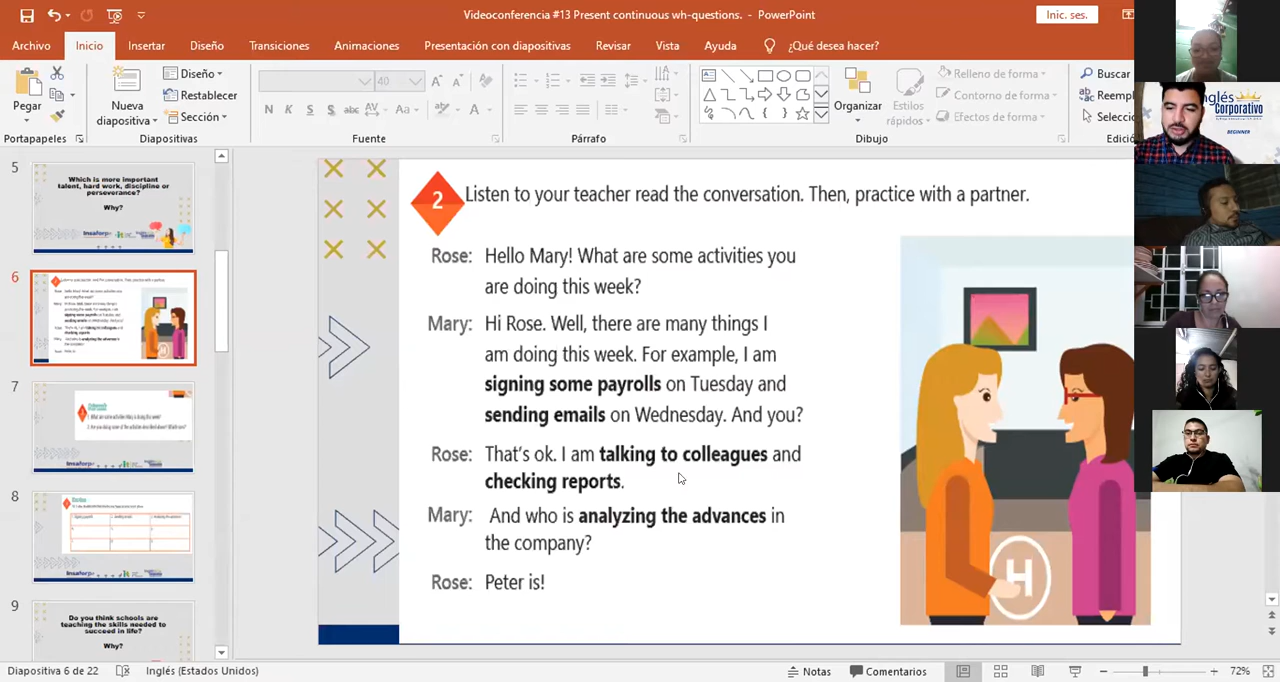 Videoconferencia #13 Present continuous wh-questions. - PowerPoint
Inic. ses.
Archivo Inicio Insertar Diseño Transiciones Animaciones Presentación con diapositivas Revisar Vista Ayuda ¿Qué desea hacer?
Pegar
Nueva
diapositiva
Diseño
Restablecer
Sección
40
N K S S abc AV Aa A
Organizar
Estilos
rápidos
Relleno de forma
Contorno de forma
Efectos de forma
Buscar
Reempl
Selecci
Portapapeles Diapositivas Fuente Párrafo Dibujo Edició
Inglés
Corporativo
BEGINNER
5
Which is more important
talent, hard work, discipline or
perseverance?
Why?
Insaforp
6
7
8
9
Do you think schools are
teaching the skills needed to
succeed in life?
Why?
2
Listen to your teacher read the conversation. Then, practice with a partner.
Rose: Hello Mary! What are some activities you
are doing this week?
Mary: Hi Rose. Well, there are many things I
am doing this week. For example, I am
signing some payrolls on Tuesday and
sending emails on Wednesday. And you?
Rose: That's ok. I am talking to colleagues and
checking reports.
Mary: And who is analyzing the advances in
the company?
Rose: Peter is!
H
Diapositiva 6 de 22 Inglés (Estados Unidos) Notas Comentarios 72%